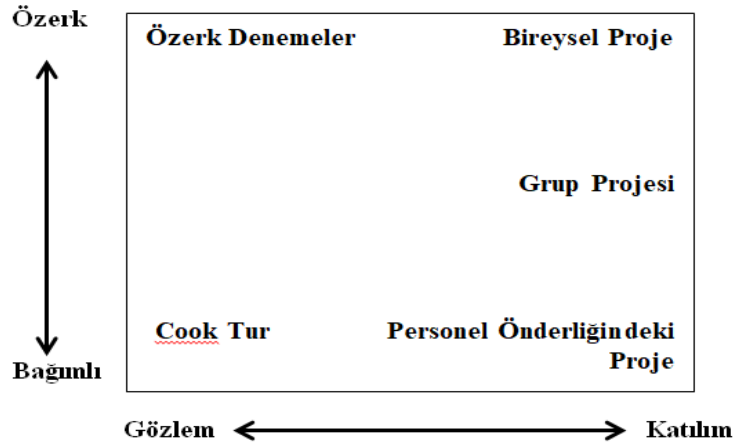 Özerk
Özerk Denemeler
Bireysel Proje
Grup Projesi
Cook Tur
Personel Önderliğindeki
Proje
Bağımlı
Gözlem
Katılım